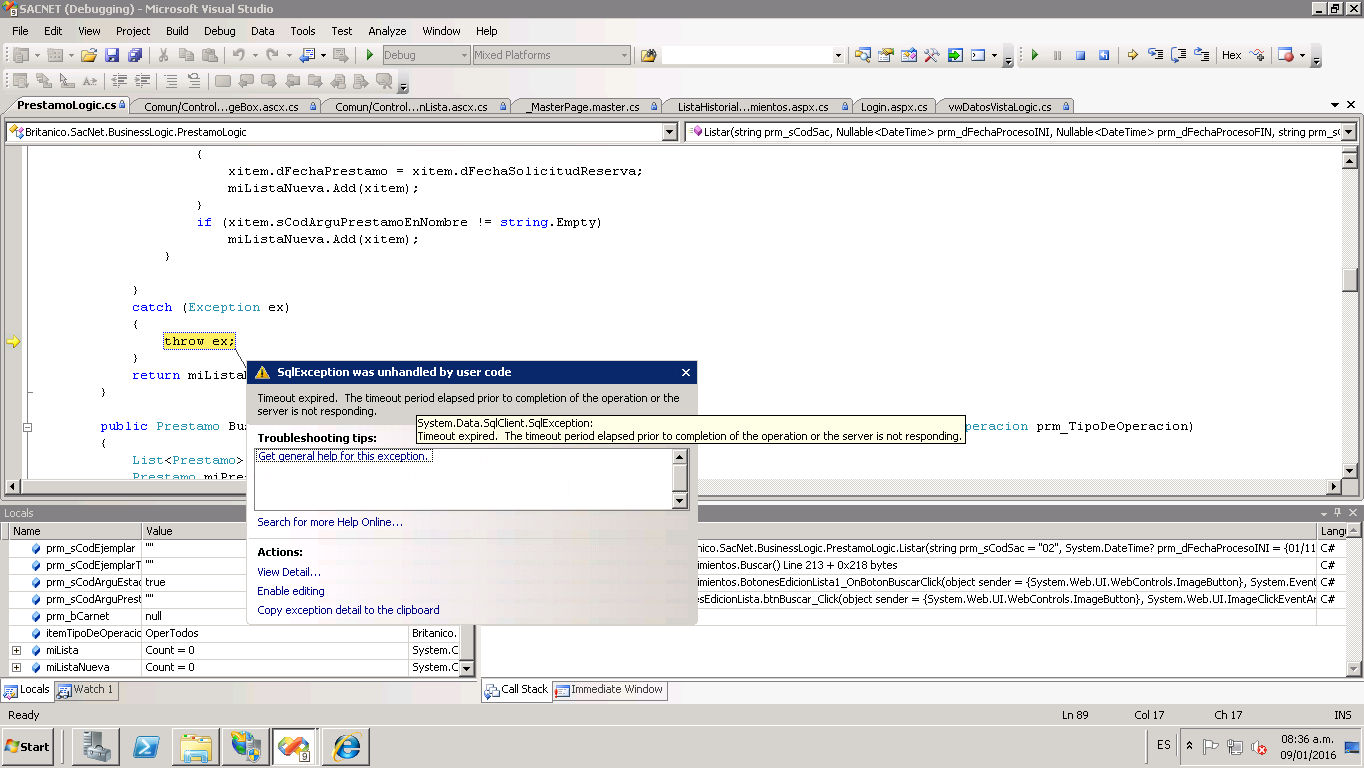 SACNET (Debugging) - Microsoft Visual Studio
File Edit View Project Build Debug Data Tools Test Analyze Window Help
Debug Mixed Platforms Hex
PrestamoLogic.cs Comun/Control...geBox.ascx.cs Comun/Control...nLista.ascx.cs _MasterPage.master.cs ListaHistorial...mientos.aspx.cs Login.aspx.cs vwDatosVistaLogic.cs
Britanico.SacNet.BusinessLogic.PrestamoLogic Listar(string prm_sCodSac, Nullable<DateTime> prm_dFechaProcesoINI, Nullable<DateTime> prm_dFechaProcesoFIN, string prm_sC
{
xitem.dFechaPrestamo = xitem.dFechaSolicitudReserva;
miListaNueva.Add(xitem);
}
if (xitem.sCodArguPrestamoEnNombre != string.Empty)
miListaNueva.Add(xitem);
}
}
catch (Exception ex)
{
throw ex;
}
return miLista
}
public Prestamo Bu peracion prm_TipoDeOperacion)
{
List<Prestamo>
Prestamo miPre
SqlException was unhandled by user code
Timeout expired. The timeout period elapsed prior to completion of the operation or the
server is not responding.
System.Data.SqlClient.SqlException:
Timeout expired. The timeout period elapsed prior to completion of the operation or the server is not responding.
Troubleshooting tips:
Get general help for this exception.
Search for more Help Online...
Actions:
View Detail...
Enable editing
Copy exception detail to the clipboard
Locals
Name Value Lang
prm_sCodEjemplar ""
prm_sCodEjemplarT ""
prm_sCodArguEstac true
prm_sCodArguPrest ""
prm_bCarnet null
itemTipoDeOperacic OperTodos Britanico.
miLista Count = 0 System.C
miListaNueva Count = 0 System.C
nico.SacNet.BusinessLogic.PrestamoLogic.Listar(string prm_sCodSac = "02", System.DateTime? prm_dFechaProcesoINI = {01/11 C#
imientos.Buscar() Line 213 + 0x218 bytes C#
imientos.BotonesEdicionLista1_OnBotonBuscarClick(object sender = {System.Web.UI.WebControls.ImageButton}, System.Event C#
esEdicionLista.btnBuscar_Click(object sender = {System.Web.UI.WebControls.ImageButton}, System.Web.UI.ImageClickEventAr C#
Locals Watch 1 Call Stack Immediate Window
Ready Ln 89 Col 17 Ch 17 INS
Start 9 ES 08:36 a.m.
09/01/2016